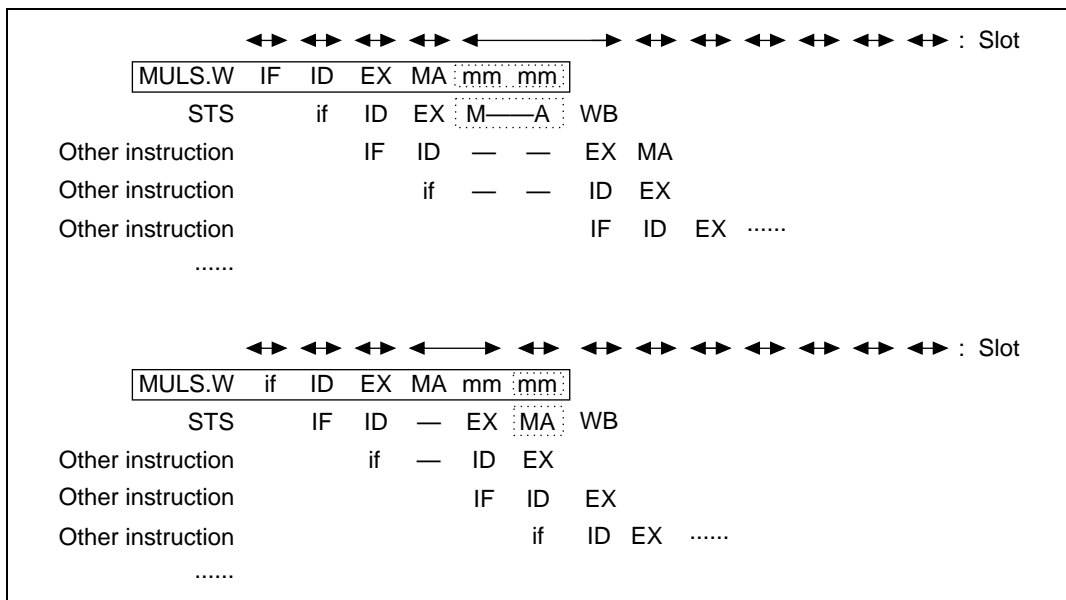 : Slot
MULS.W IF ID EX MA mm mm
STS if ID EX M——A WB
Other instruction IF ID — — EX MA
Other instruction if — — ID EX
Other instruction IF ID EX ......
......
: Slot
MULS.W if ID EX MA mm mm
STS IF ID — EX MA WB
Other instruction if — ID EX
Other instruction IF ID EX
Other instruction if ID EX ......
......